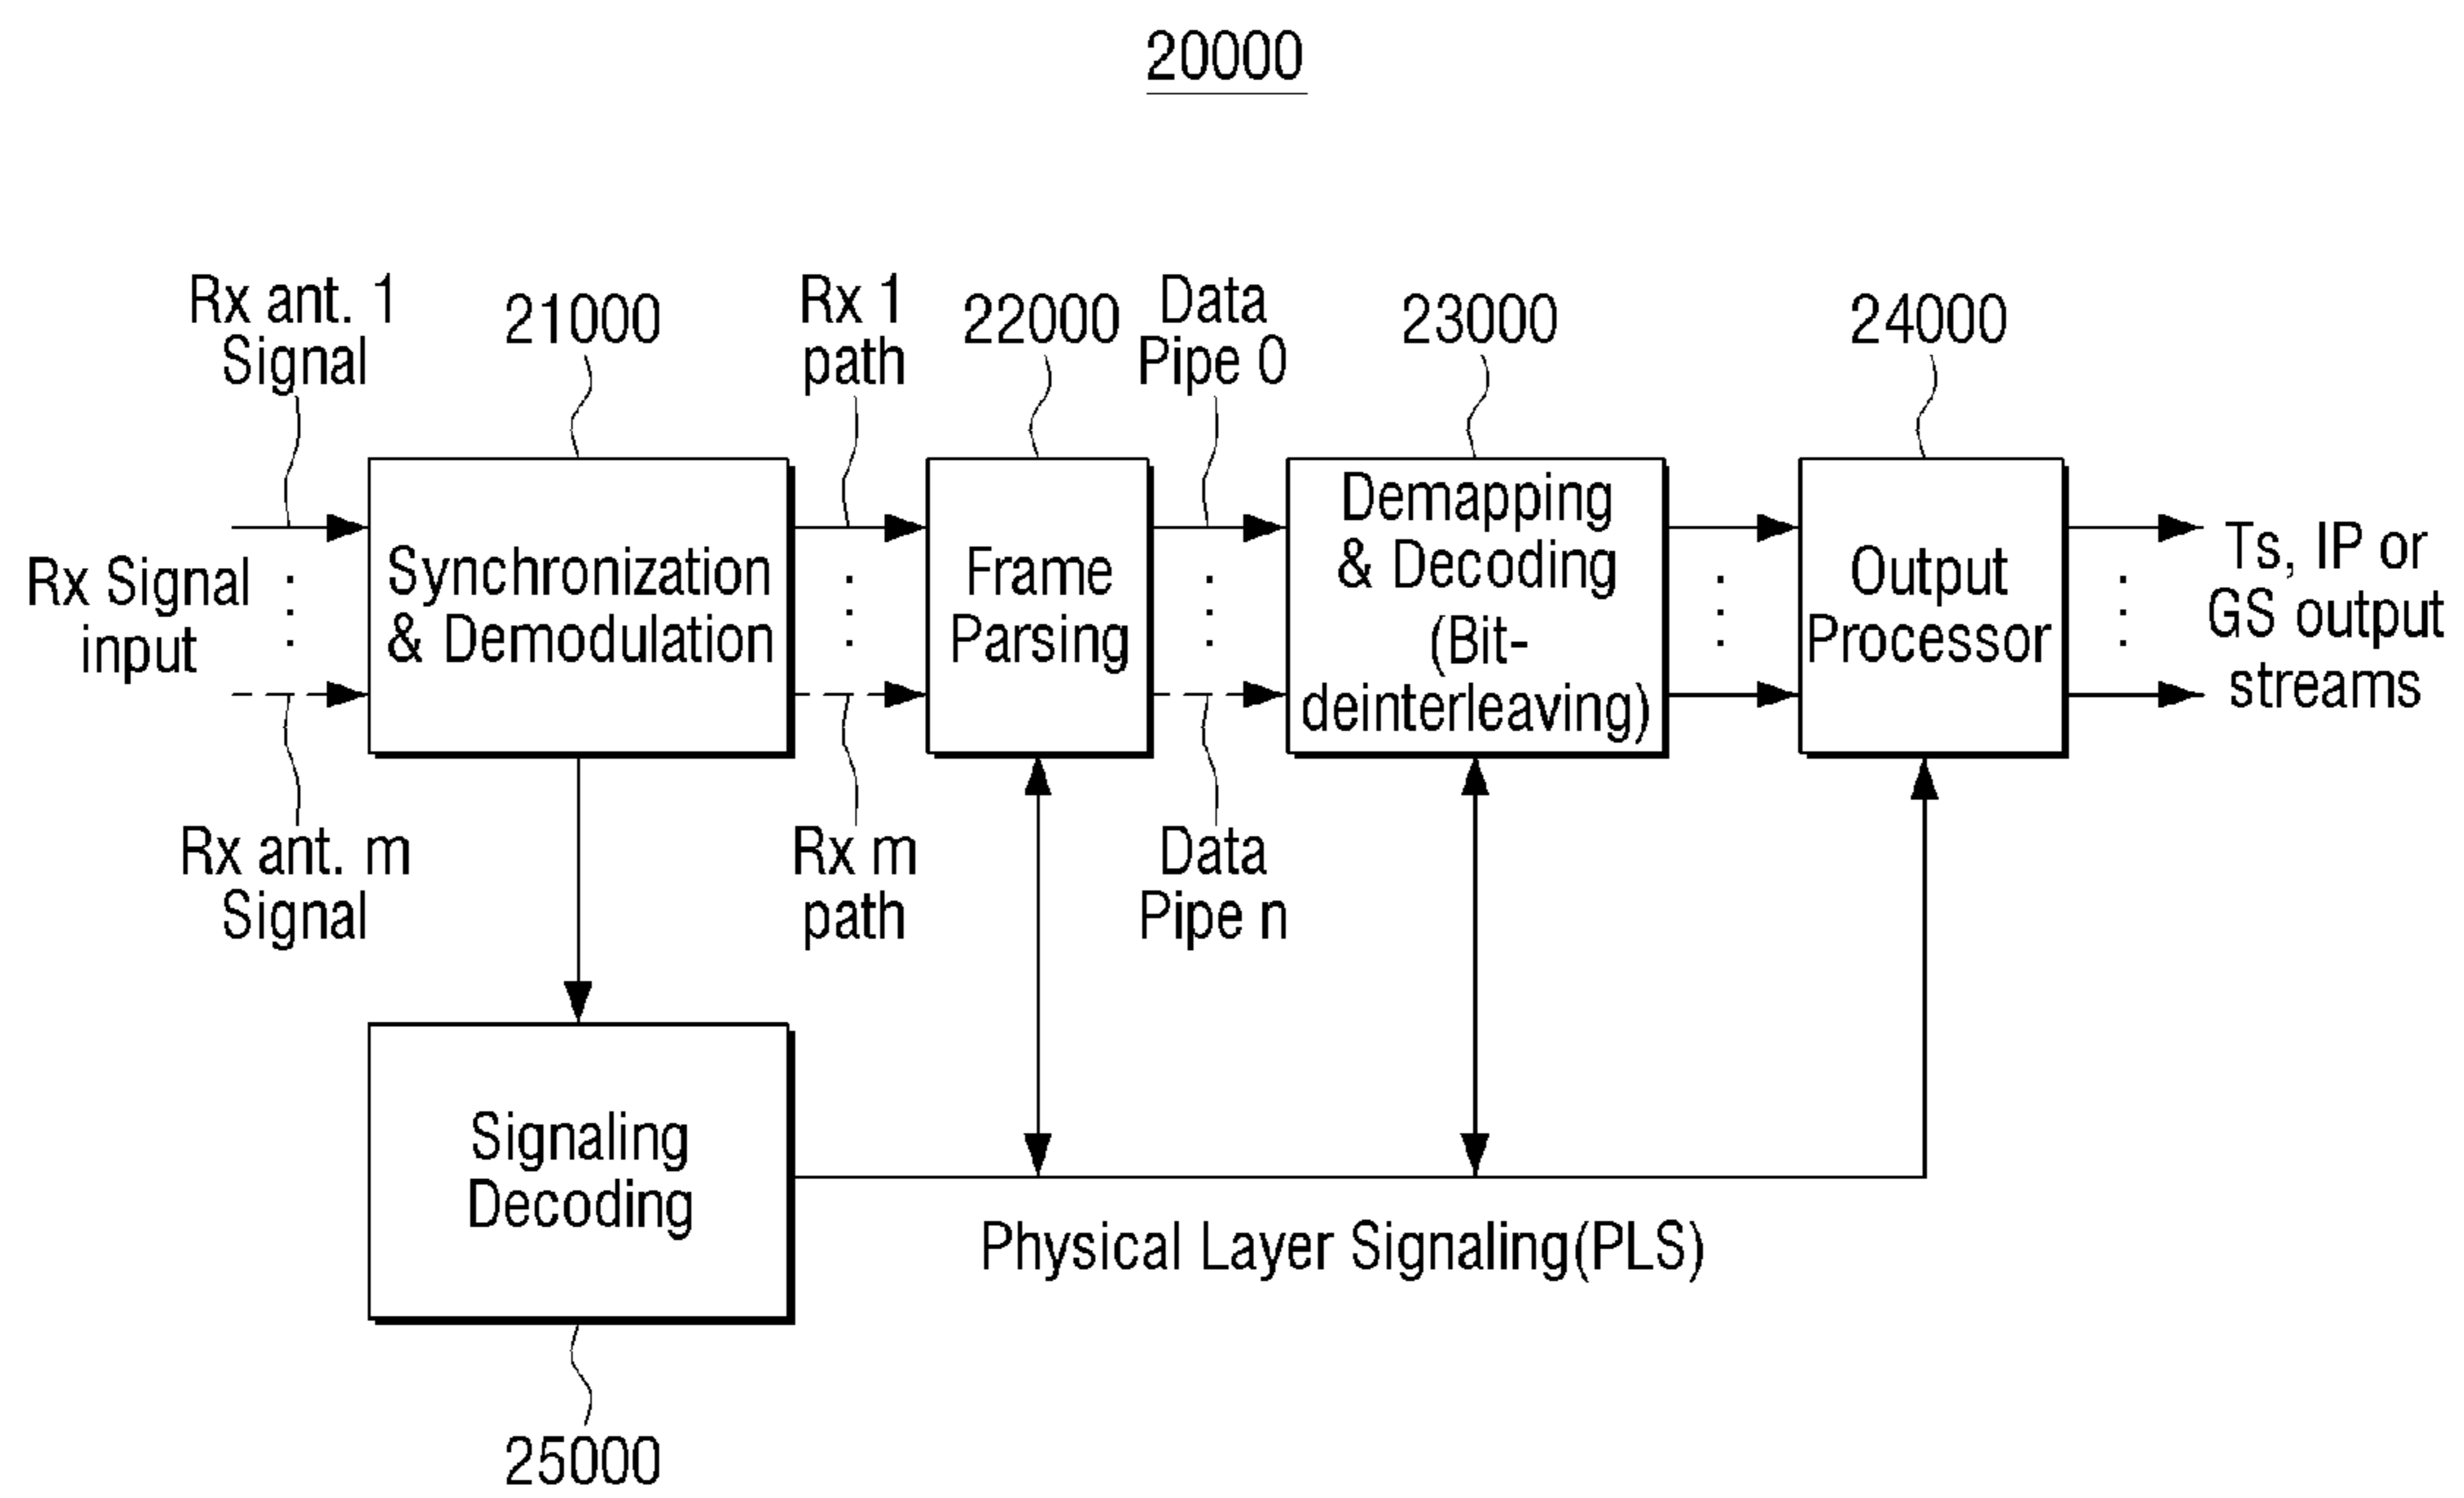 20000
Rx ant. 1
Signal
21000
Rx 1
path
22000
Data
Pipe 0
23000
24000
Rx Signal
input
Synchronization
& Demodulation
Frame
Parsing
Demapping
& Decoding
(Bit-
deinterleaving)
Output
Processor
Ts, IP or
GS output
streams
Rx ant. m
Signal
Rx m
path
Data
Pipe n
Signaling
Decoding
Physical Layer Signaling(PLS)
25000